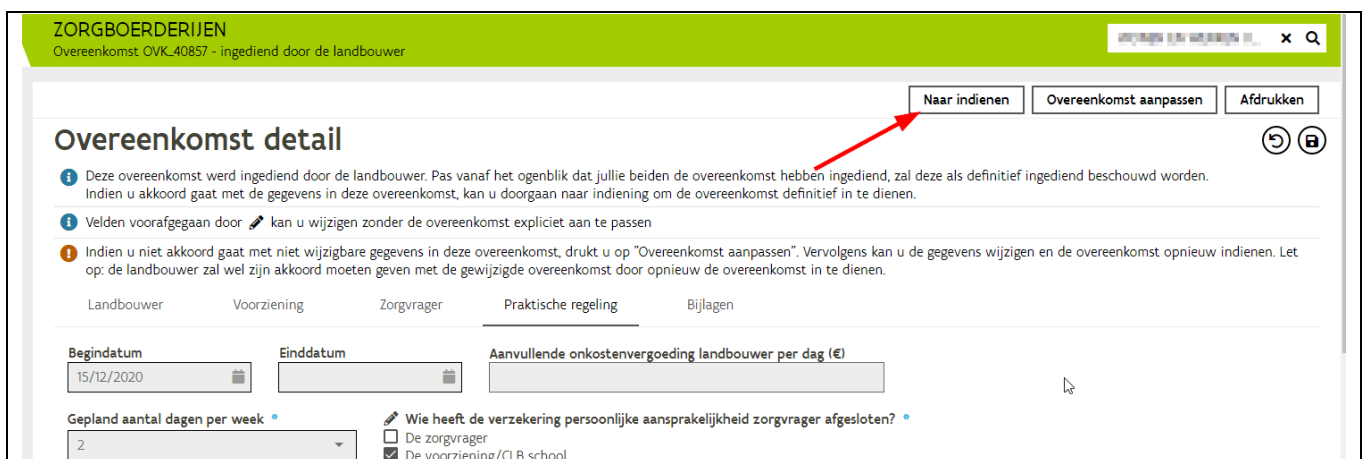 ZORGBOERDERIJEN
Overeenkomst OVK_40857 - ingediend door de landbouwer
Naar indienen Overeenkomst aanpassen Afdrukken
Overeenkomst detail
Deze overeenkomst werd ingediend door de landbouwer. Pas vanaf het ogenblik dat jullie beiden de overeenkomst hebben ingediend, zal deze als definitief ingediend beschouwd worden.
Indien u akkoord gaat met de gegevens in deze overeenkomst, kan u doorgaan naar indiening om de overeenkomst definitief in te dienen.
Velden voorafgegaan door kan u wijzigen zonder de overeenkomst expliciet aan te passen
Indien u niet akkoord gaat met niet wijzigbare gegevens in deze overeenkomst, drukt u op "Overeenkomst aanpassen". Vervolgens kan u de gegevens wijzigen en de overeenkomst opnieuw indienen. Let
op: de landbouwer zal wel zijn akkoord moeten geven met de gewijzigde overeenkomst door opnieuw de overeenkomst in te dienen.
Landbouwer Voorziening Zorgvrager Praktische regeling Bijlagen
Begindatum Einddatum Aanvullende onkostenvergoeding landbouwer per dag (€)
15/12/2020
Gepland aantal dagen per week * Wie heeft de verzekering persoonlijke aansprakelijkheid zorgvrager afgesloten? *
2 De zorgvrager
De voorziening/CLB school